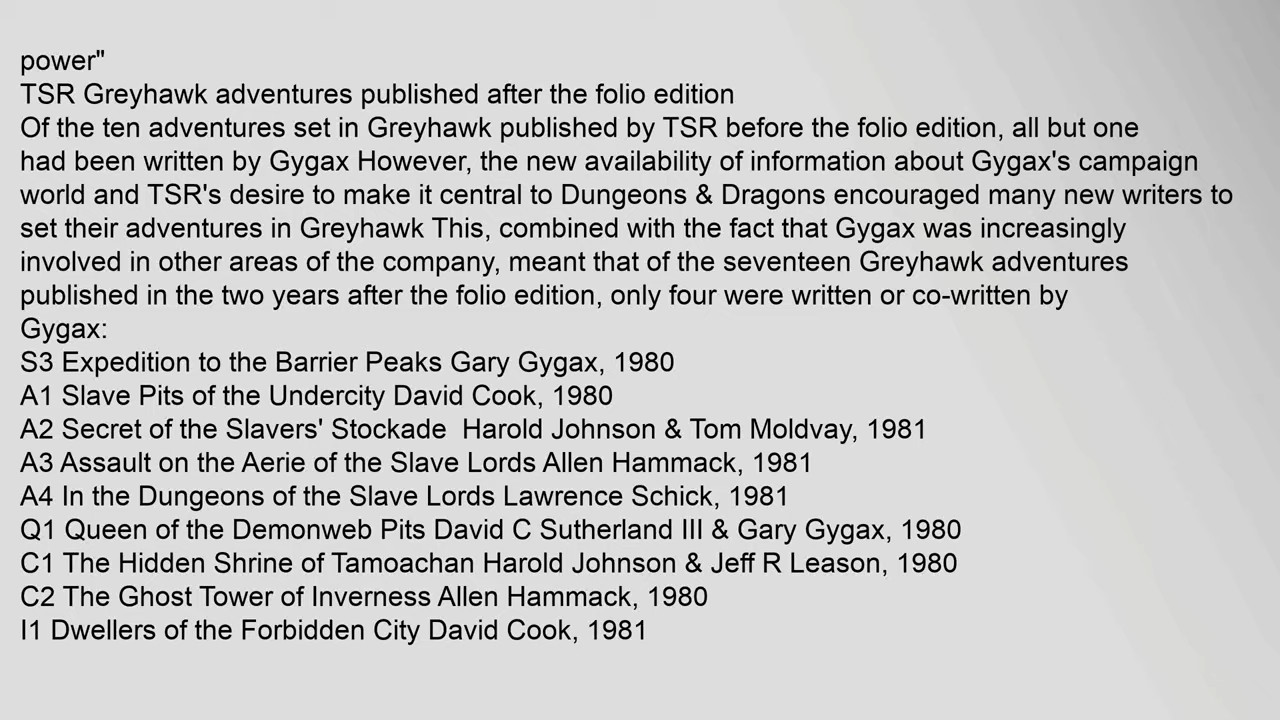 power"
TSR Greyhawk adventures published after the folio edition
Of the ten adventures set in Greyhawk published by TSR before the folio edition, all but one
had been written by Gygax However, the new availability of information about Gygax's campaign
world and TSR's desire to make it central to Dungeons & Dragons encouraged many new writers to
set their adventures in Greyhawk This, combined with the fact that Gygax was increasingly
involved in other areas of the company, meant that of the seventeen Greyhawk adventures
published in the two years after the folio edition, only four were written or co-written by
Gygax:
S3 Expedition to the Barrier Peaks Gary Gygax, 1980
A1 Slave Pits of the Undercity David Cook, 1980
A2 Secret of the Slavers' Stockade  Harold Johnson & Tom Moldvay, 1981
A3 Assault on the Aerie of the Slave Lords Allen Hammack, 1981
A4 In the Dungeons of the Slave Lords Lawrence Schick, 1981
Q1 Queen of the Demonweb Pits David C Sutherland III & Gary Gygax, 1980
C1 The Hidden Shrine of Tamoachan Harold Johnson & Jeff R Leason, 1980
C2 The Ghost Tower of Inverness Allen Hammack, 1980
I1 Dwellers of the Forbidden City David Cook, 1981